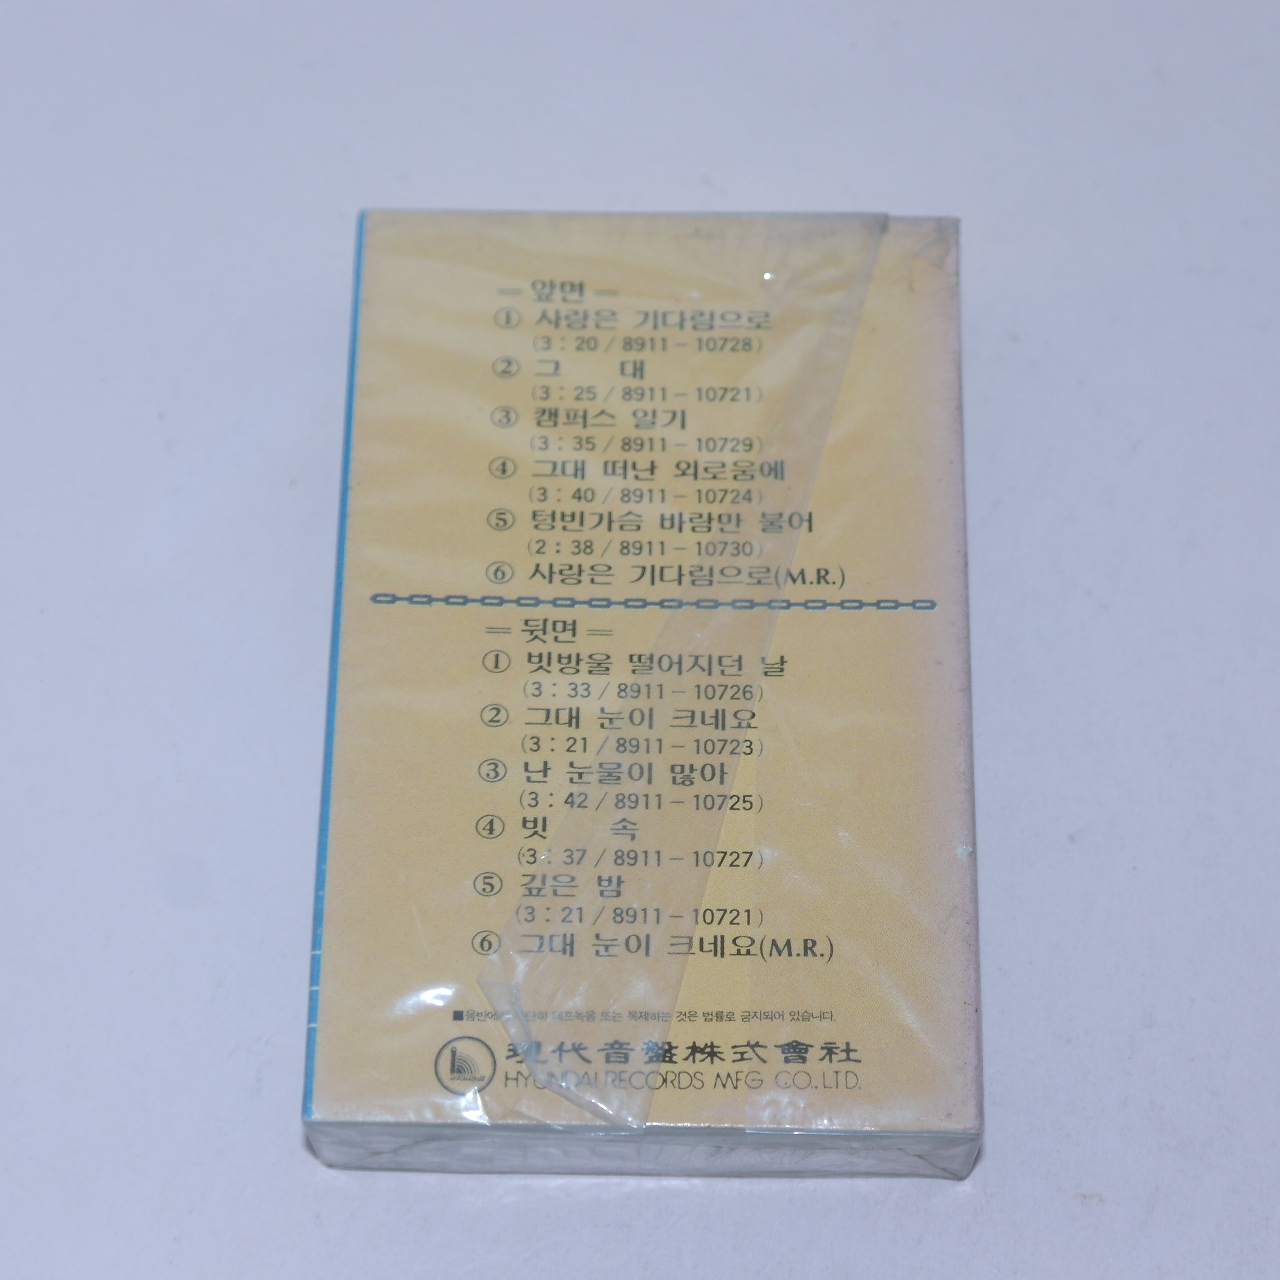 = 앞면 =
① 사랑은 기다림으로
(3 : 20 / 8911 – 10728)
② 그 대
(3 : 25 / 8911 – 10721)
③ 캠퍼스 일기
(3 : 35 / 8911 – 10729)
④ 그대 떠난 외로움에
(3 : 40 / 8911 – 10724)
⑤ 텅빈가슴 바람만 불어
(2 : 38 / 8911 – 10730)
⑥ 사랑은 기다림으로(M.R.)
= 뒷면 =
① 빗방울 떨어지던 날
(3 : 33 / 8911 – 10726)
② 그대 눈이 크네요
(3 : 21 / 8911 – 10723)
③ 난 눈물이 많아
(3 : 42 / 8911 – 10725)
④ 빗 속
(3 : 37 / 8911 – 10727)
⑤ 깊은 밤
(3 : 21 / 8911 – 10721)
⑥ 그대 눈이 크네요(M.R.)
또는 복제하는 것은 법률로 금지되어 있습니다.
現代音盤株式會社
HYUNDAI RECORDS MFG CO., LTD.